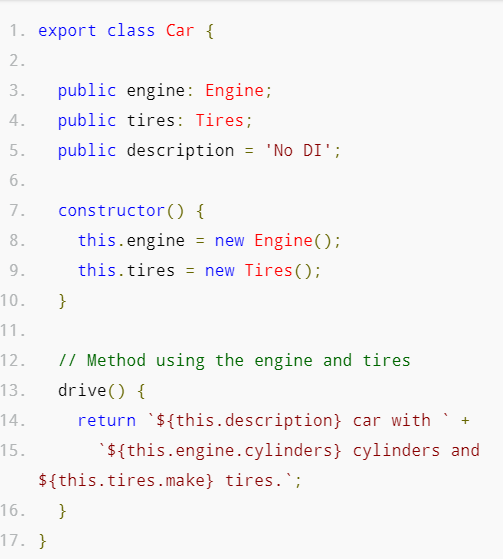 1. export class Car {
2.
3.   public engine: Engine;
4.   public tires: Tires;
5.   public description = 'No DI';
6.
7.   constructor() {
8.     this.engine = new Engine();
9.     this.tires = new Tires();
10.   }
11.
12.   // Method using the engine and tires
13.   drive() {
14.     return `${this.description} car with ` +
15.       `${this.engine.cylinders} cylinders and
${this.tires.make} tires.`;
16.   }
17. }